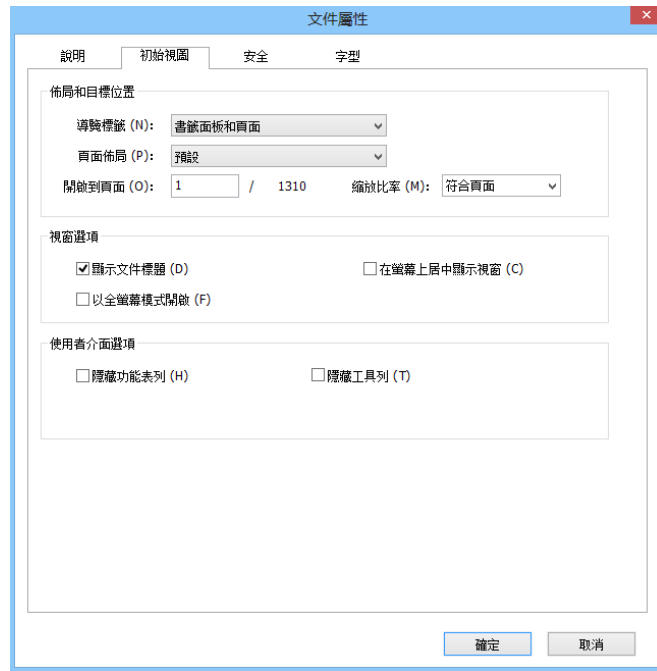 文件屬性
說明 初始視圖 安全 字型
佈局和目標位置
導覽標籤 (N): 書籤面板和頁面
頁面佈局 (P): 預設
開啟到頁面 (O): 1 / 1310 縮放比率 (M): 符合頁面
視窗選項
顯示文件標題 (D) 在螢幕上居中顯示視窗 (C)
以全螢幕模式開啟 (F)
使用者介面選項
隱藏功能表列 (H) 隱藏工具列 (T)
確定 取消